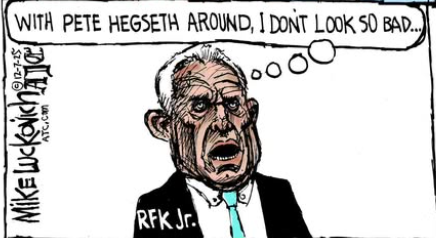 WITH PETE HEGSETH AROUND, I DON'T LOOK SO BAD...
MIKE LUCKOVICH
AJC.COM
©12-7-25
AJC
RFK Jr.